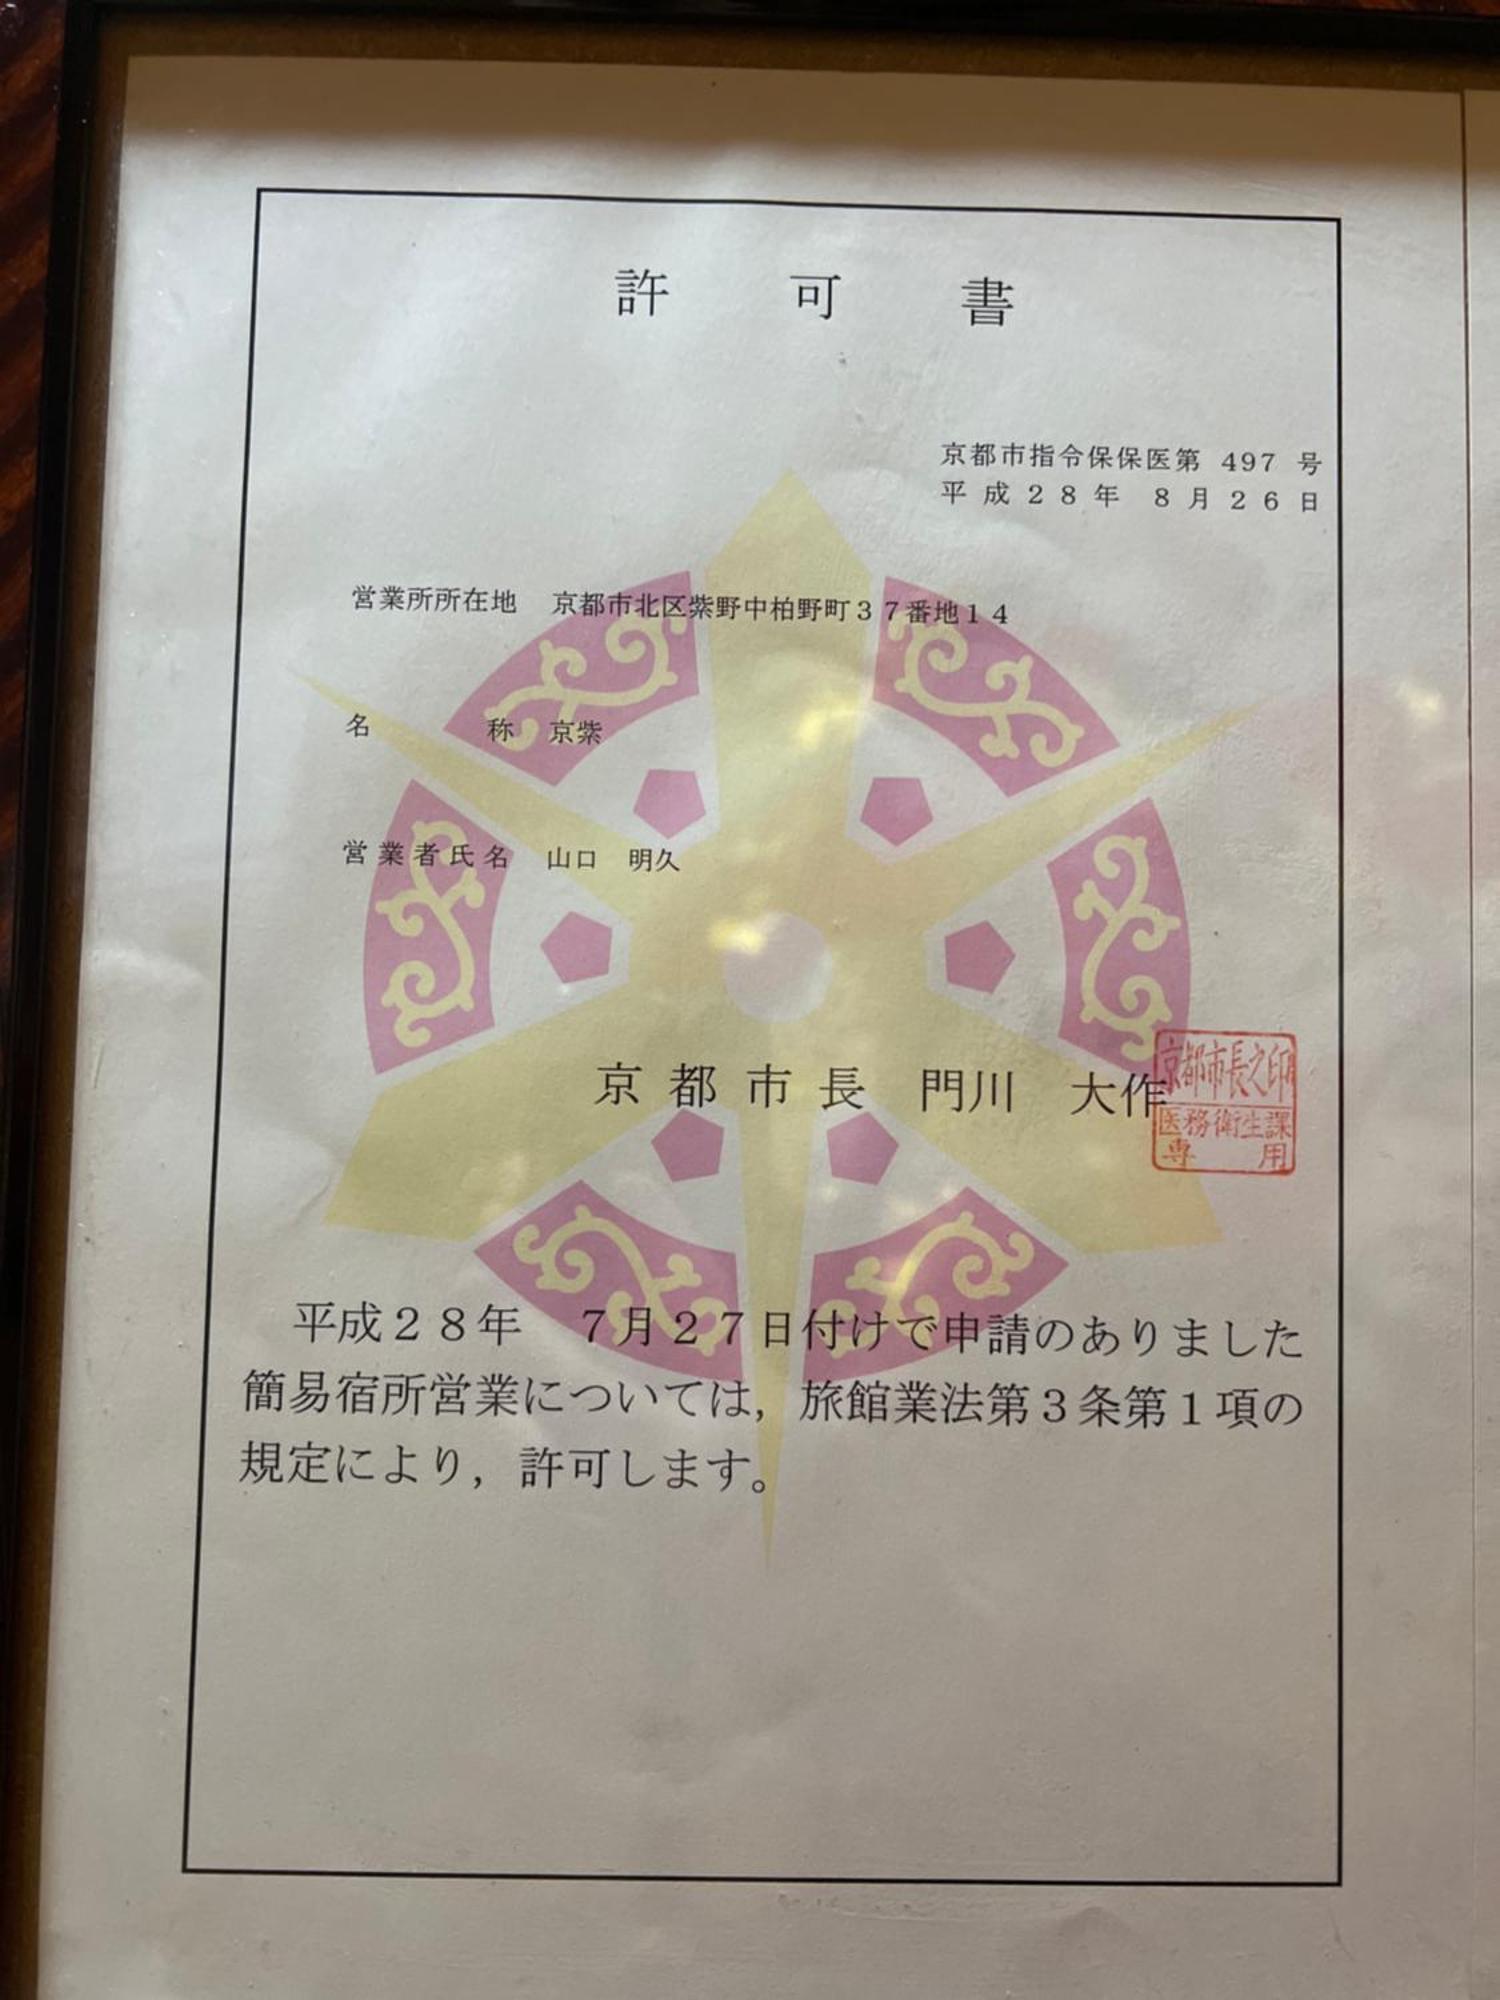 許可書
京都市指令保保医第 497 号
平成28年 8月26日
営業所所在地 京都市北区紫野中柏野町37番地14
名称 京紫
営業者氏名 山口 明久
京都市長 門川 大作
京都市長之印
医務衛生課
専用
平成28年 7月27日付けで申請のありました
簡易宿所営業については,旅館業法第3条第1項の
規定により,許可します。